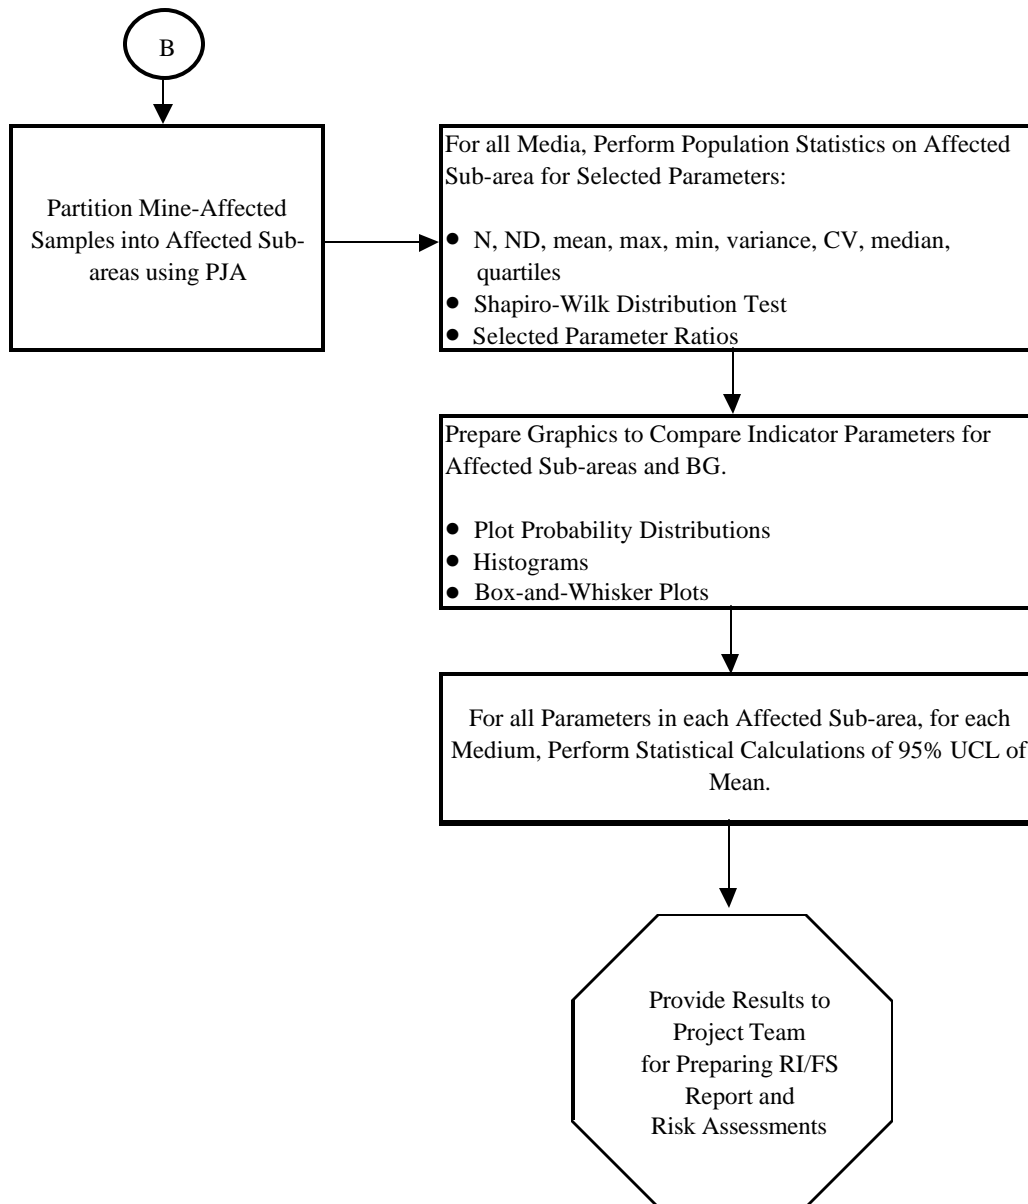 B
Partition Mine-Affected
Samples into Affected Sub-
areas using PJA
For all Media, Perform Population Statistics on Affected
Sub-area for Selected Parameters:
● N, ND, mean, max, min, variance, CV, median,
quartiles
● Shapiro-Wilk Distribution Test
● Selected Parameter Ratios
Prepare Graphics to Compare Indicator Parameters for
Affected Sub-areas and BG.
● Plot Probability Distributions
● Histograms
● Box-and-Whisker Plots
For all Parameters in each Affected Sub-area, for each
Medium, Perform Statistical Calculations of 95% UCL of
Mean.
Provide Results to
Project Team
for Preparing RI/FS
Report and
Risk Assessments